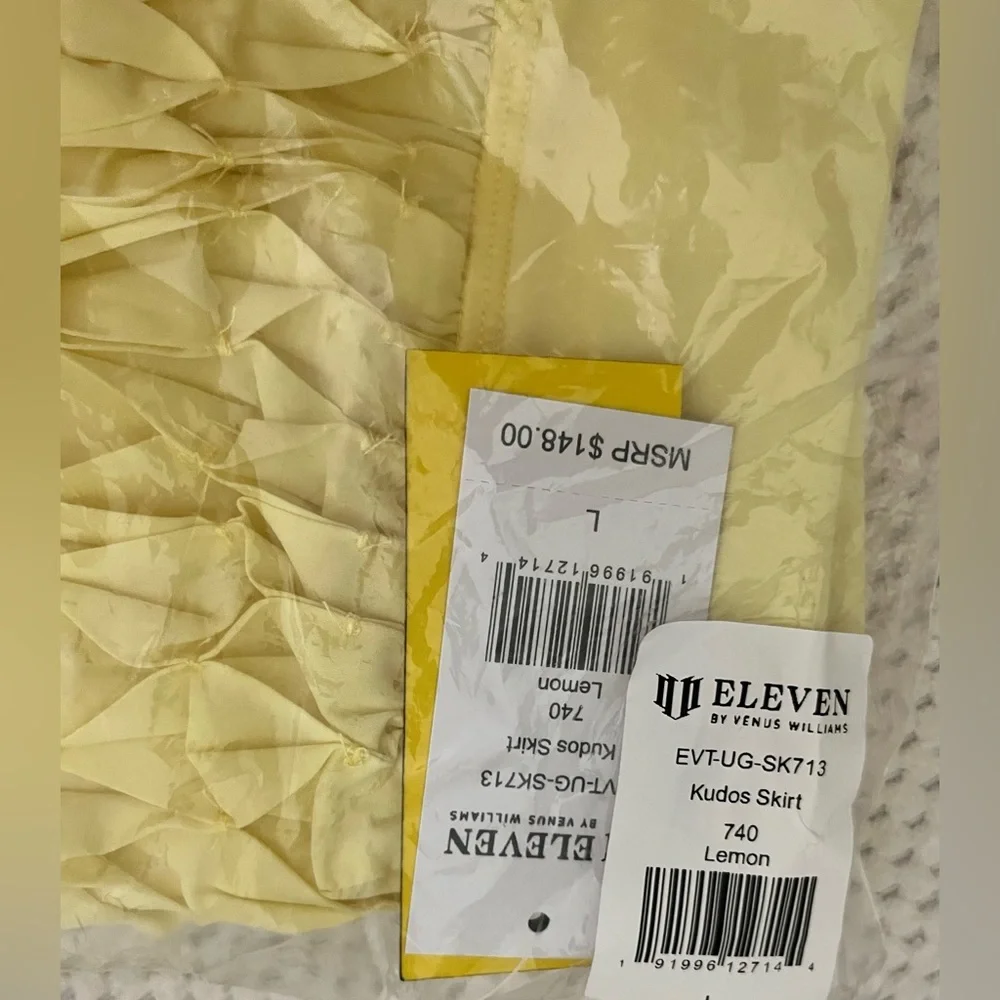 MSRP $148.00
L
1 91996 12714 4
Lemon
740
Kudos Skirt
VT-UG-SK713
BY VENUS WILLIAMS
ELEVEN
ELEVEN
BY VENUS WILLIAMS
EVT-UG-SK713
Kudos Skirt
740
Lemon
1 91996 12714 4